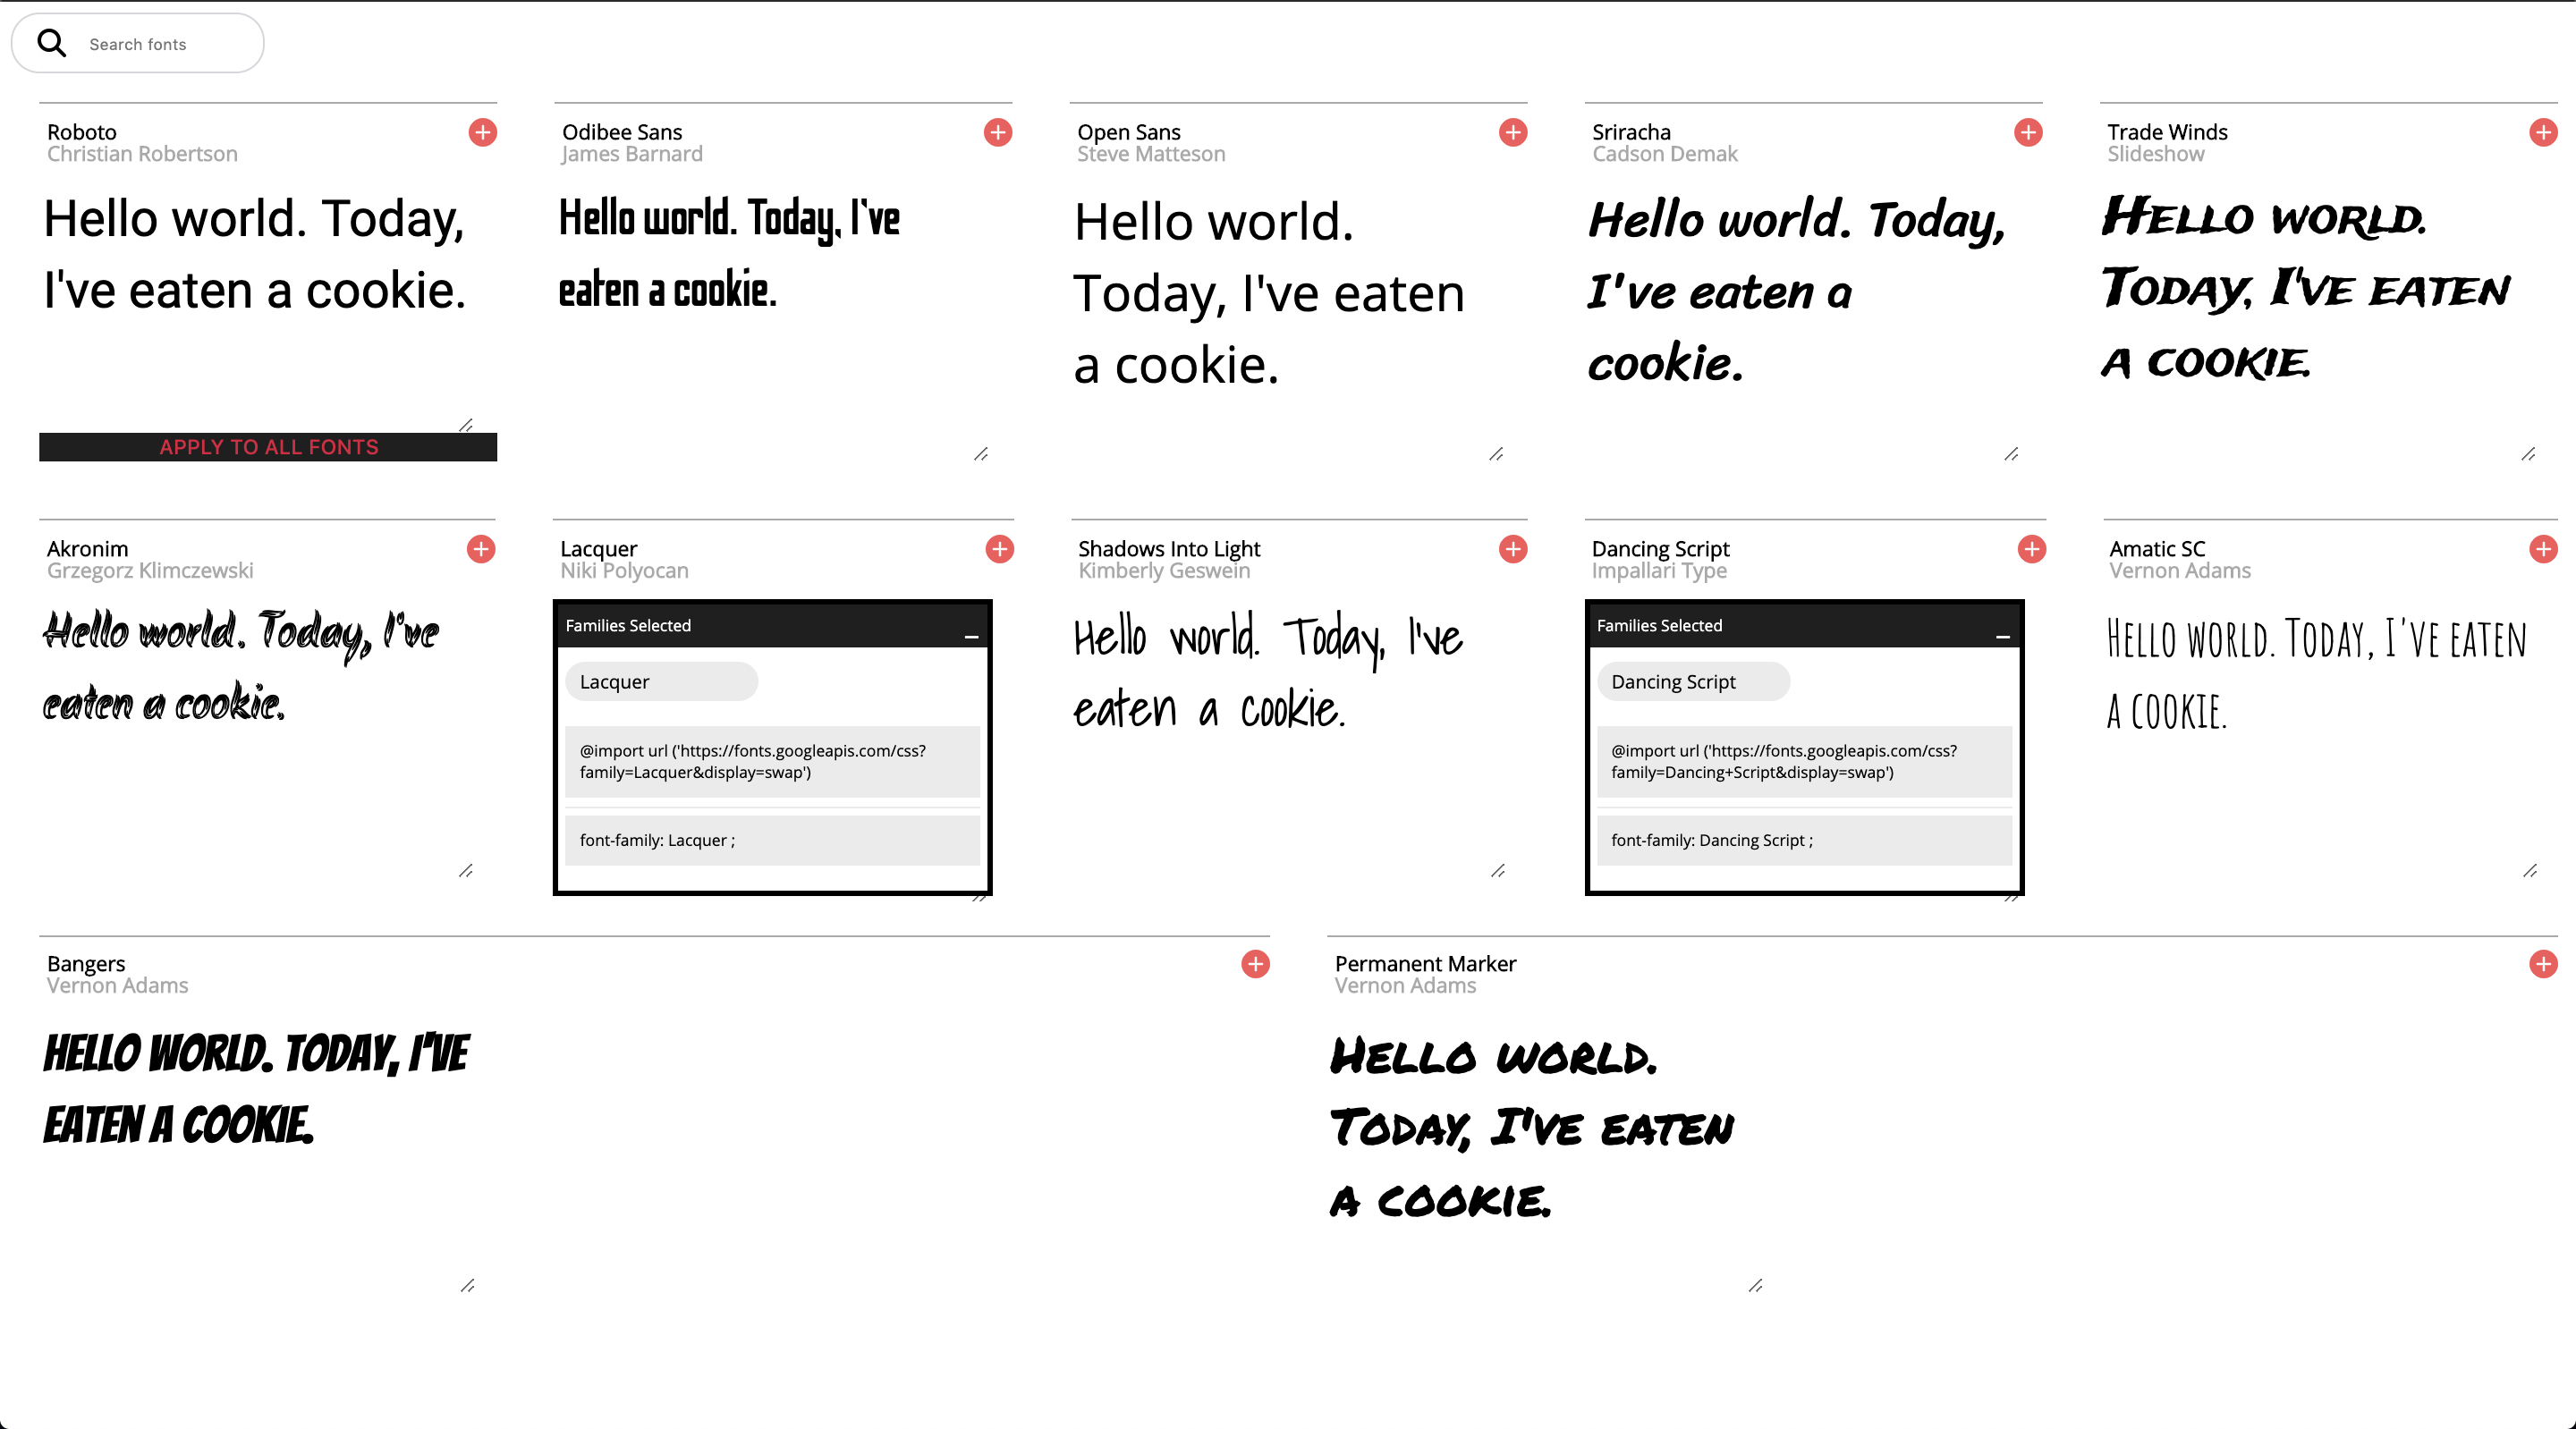 Search fonts
Roboto
Christian Robertson
Hello world. Today,
I've eaten a cookie.
APPLY TO ALL FONTS
Odibee Sans
James Barnard
Hello world. Today, I've
eaten a cookie.
Open Sans
Steve Matteson
Hello world.
Today, I've eaten
a cookie.
Sriracha
Cadson Demak
Hello world. Today,
I've eaten a
cookie.
Trade Winds
Slideshow
Hello world.
Today, I've eaten
a cookie.
Akronim
Grzegorz Klimczewski
Hello world. Today, I've
eaten a cookie.
Lacquer
Niki Polyocan
Families Selected
Lacquer
@import url ('https://fonts.googleapis.com/css?
family=Lacquer&display=swap')
font-family: Lacquer ;
Shadows Into Light
Kimberly Geswein
Hello world. Today, I've
eaten a cookie.
Dancing Script
Impallari Type
Families Selected
Dancing Script
@import url ('https://fonts.googleapis.com/css?
family=Dancing+Script&display=swap')
font-family: Dancing Script ;
Amatic SC
Vernon Adams
Hello world. Today, I've eaten
a cookie.
Bangers
Vernon Adams
HELLO WORLD. TODAY, I'VE
EATEN A COOKIE.
Permanent Marker
Vernon Adams
Hello world.
Today, I've eaten
a cookie.